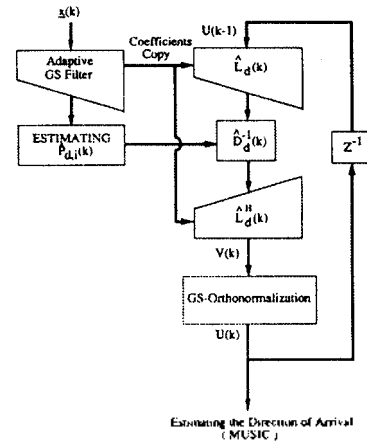 x(k)
U(k-1)
Coefficients
Copy
Adaptive
GS Filter
L̂d(k)
ESTIMATING
P̂d,i(k)
D̂d⁻¹(k)
Z⁻¹
L̂dᴴ(k)
V(k)
GS-Orthonormalization
U(k)
Estimating the Direction of Arrival
( MUSIC )